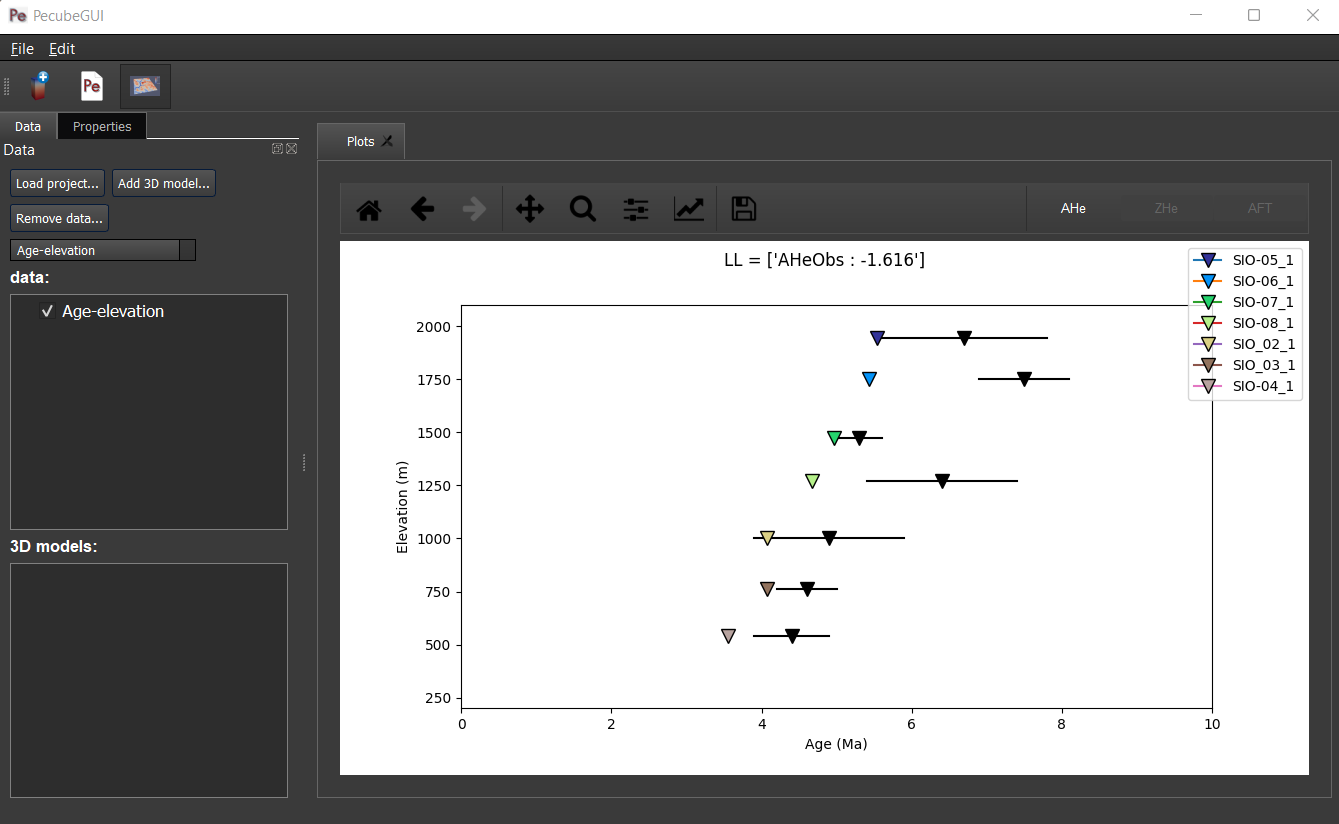 Pe PecubeGUI
File Edit
Pe
Data Properties
Data
Load project... Add 3D model...
Remove data...
Age-elevation
data:
Age-elevation
3D models:
Plots
AHe ZHe AFT
LL = ['AHeObs : -1.616']
SIO-05_1
SIO-06_1
SIO-07_1
SIO-08_1
SIO_02_1
SIO_03_1
SIO-04_1
Elevation (m)
2000
1750
1500
1250
1000
750
500
250
0 2 4 6 8 10
Age (Ma)